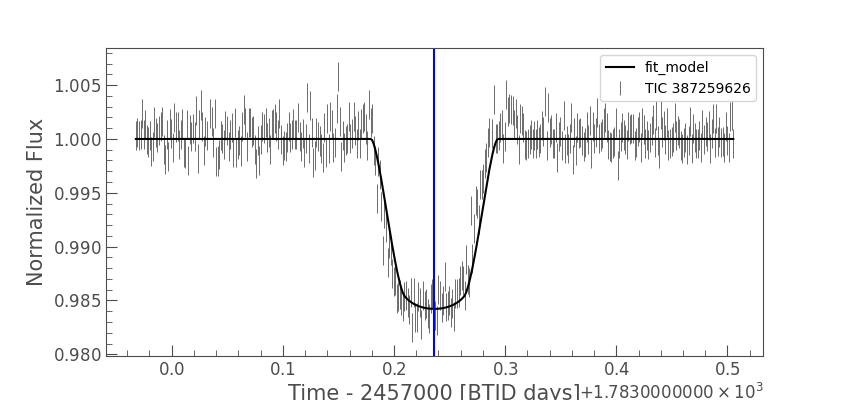 fit_model
TIC 387259626
1.005
1.000
0.995
0.990
0.985
0.980
Normalized Flux
0.0 0.1 0.2 0.3 0.4 0.5
Time - 2457000 [BTJD days] +1.7830000000 × 10³